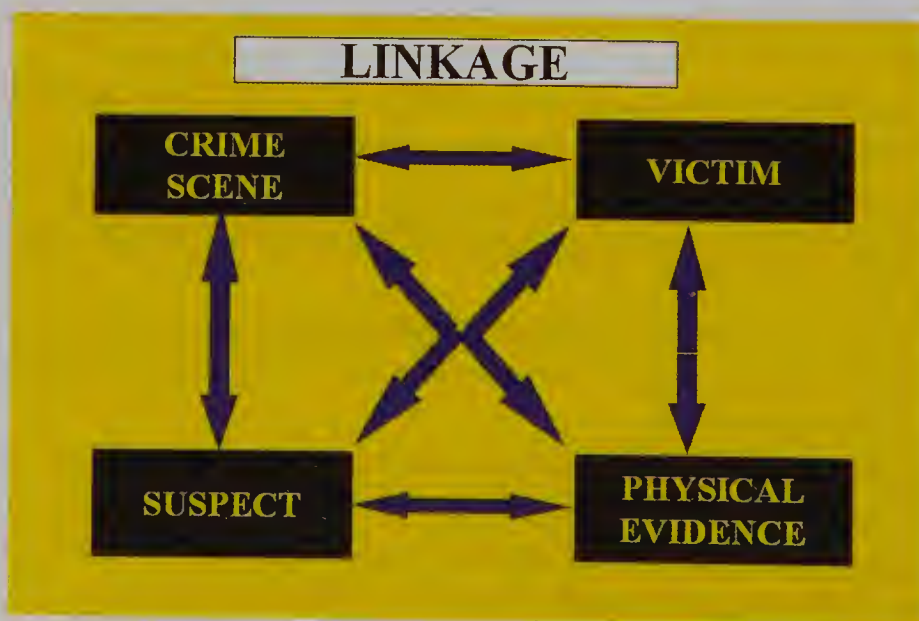 LINKAGE
CRIME
SCENE
VICTIM
SUSPECT
PHYSICAL
EVIDENCE